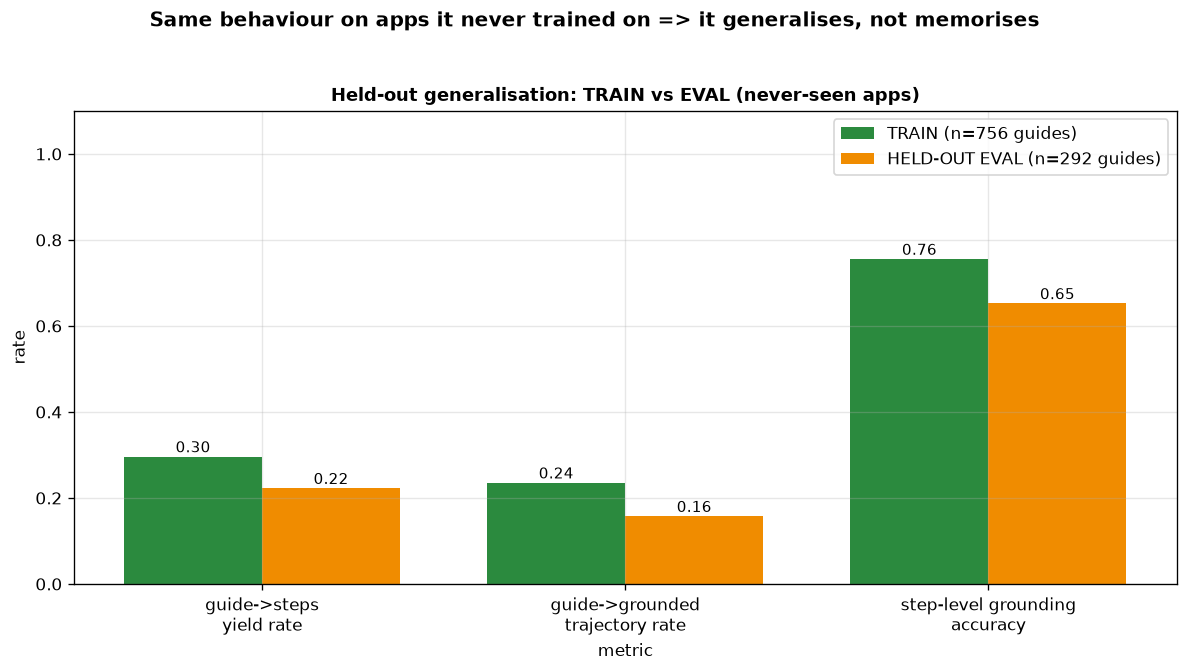 Same behaviour on apps it never trained on => it generalises, not memorises
Held-out generalisation: TRAIN vs EVAL (never-seen apps)
TRAIN (n=756 guides)
HELD-OUT EVAL (n=292 guides)
rate
1.0
0.8
0.6
0.4
0.2
0.0
0.30
0.22
0.24
0.16
0.76
0.65
guide->steps
yield rate
guide->grounded
trajectory rate
step-level grounding
accuracy
metric